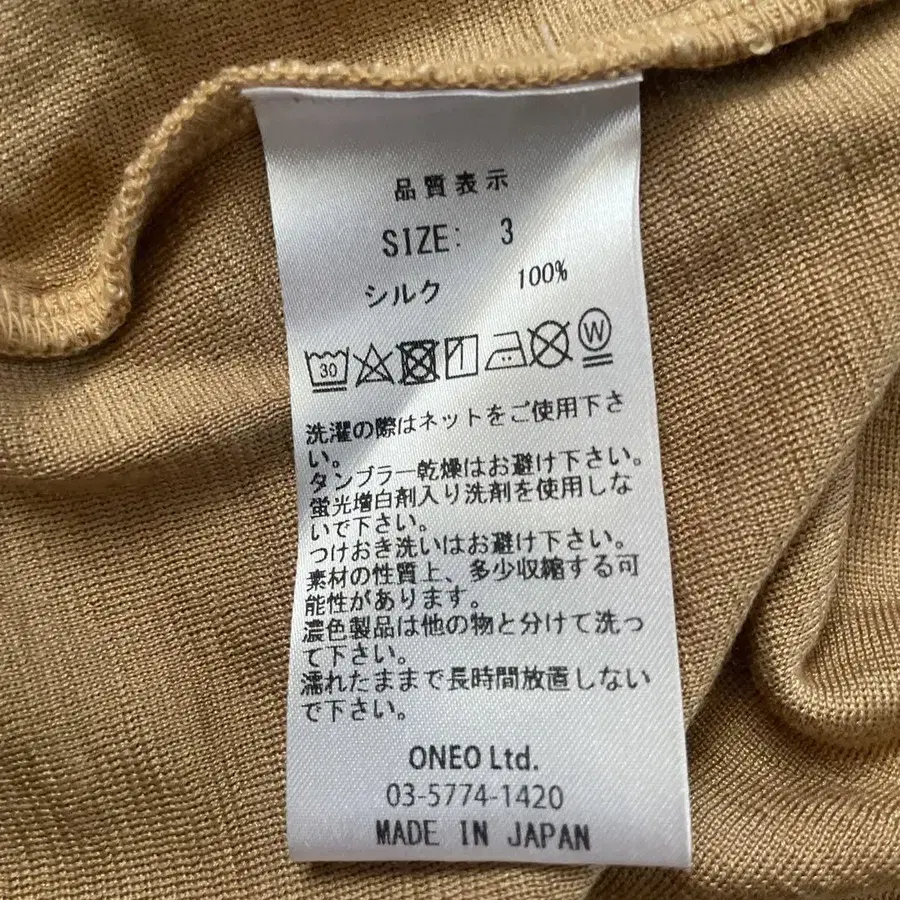 品質表示
SIZE: 3
シルク 100%
30 W
洗濯の際はネットをご使用下さ
い。
タンブラー乾燥はお避け下さい。
蛍光増白剤入り洗剤を使用しな
いで下さい。
つけおき洗いはお避け下さい。
素材の性質上、多少収縮する可
能性があります。
濃色製品は他の物と分けて洗っ
て下さい。
濡れたままで長時間放置しない
で下さい。
ONEO Ltd.
03-5774-1420
MADE IN JAPAN